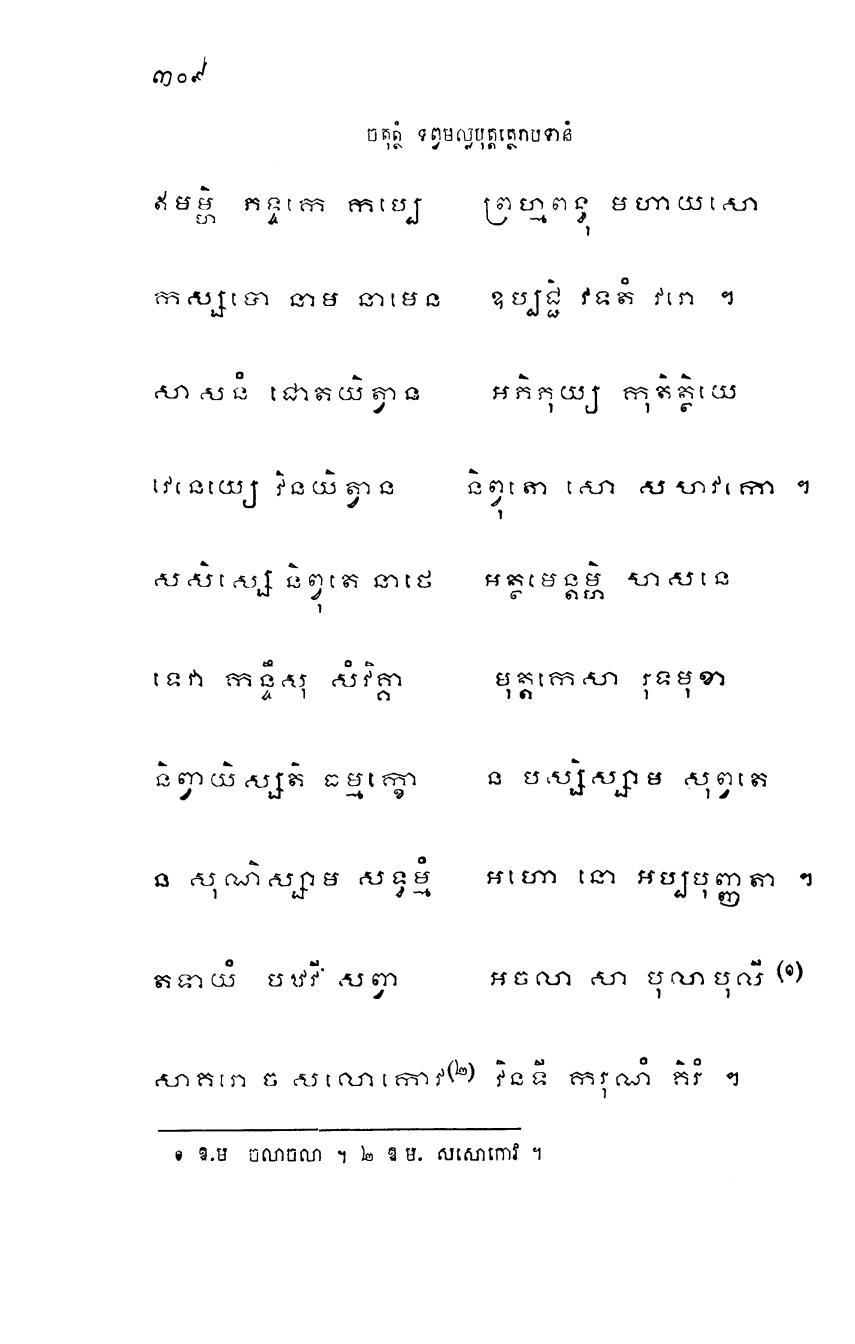 ៣០៩
ចតុត្ថំ ទព្វមល្លបុត្តត្ថេរាបទានំ
ឥមម្ហិ ភទ្ទកេ កប្បេ ព្រហ្មពន្ធុ មហាយសោ
កស្សបោ នាម នាមេន ឧប្បជ្ជិ វទតំ វរោ ។
សាសនំ ជោតយិត្វាន អភិភុយ្យ កុតិត្ថិយេ
វេនេយ្យេ វិនយិត្វាន និព្វុតោ សោ សសាវកោ ។
សសិស្សេ និព្វុតេ នាថេ អត្ថមេន្តម្ហិ សាសនេ
ទេវា កន្ទឹសុ សំវិគ្គា មុត្តកេសា រុទមុខា
និព្វាយិស្សតិ ធម្មក្ខោ ន បស្សិស្សាម សុព្វតេ
ន សុណិស្សាម សទ្ធម្មំ អហោ នោ អប្បបុញ្ញតា ។
តទាយំ បឋវី សព្វា អចលា សា បុលាបុលី (១)
សាគរោ ច សលោកោវ(២) វិនទី ករុណំ គិរំ ។
១ ឱ.ម ចលាចលា ។ ២ ឱ ម. សសោកោវ ។